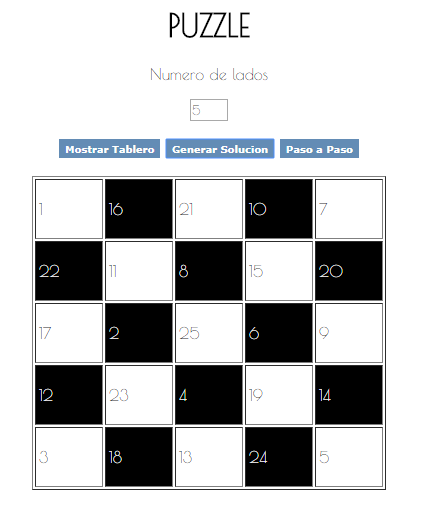 PUZZLE
Numero de lados
5
Mostrar Tablero Generar Solucion Paso a Paso
1 16 21 10 7
22 11 8 15 20
17 2 25 6 9
12 23 4 19 14
3 18 13 24 5